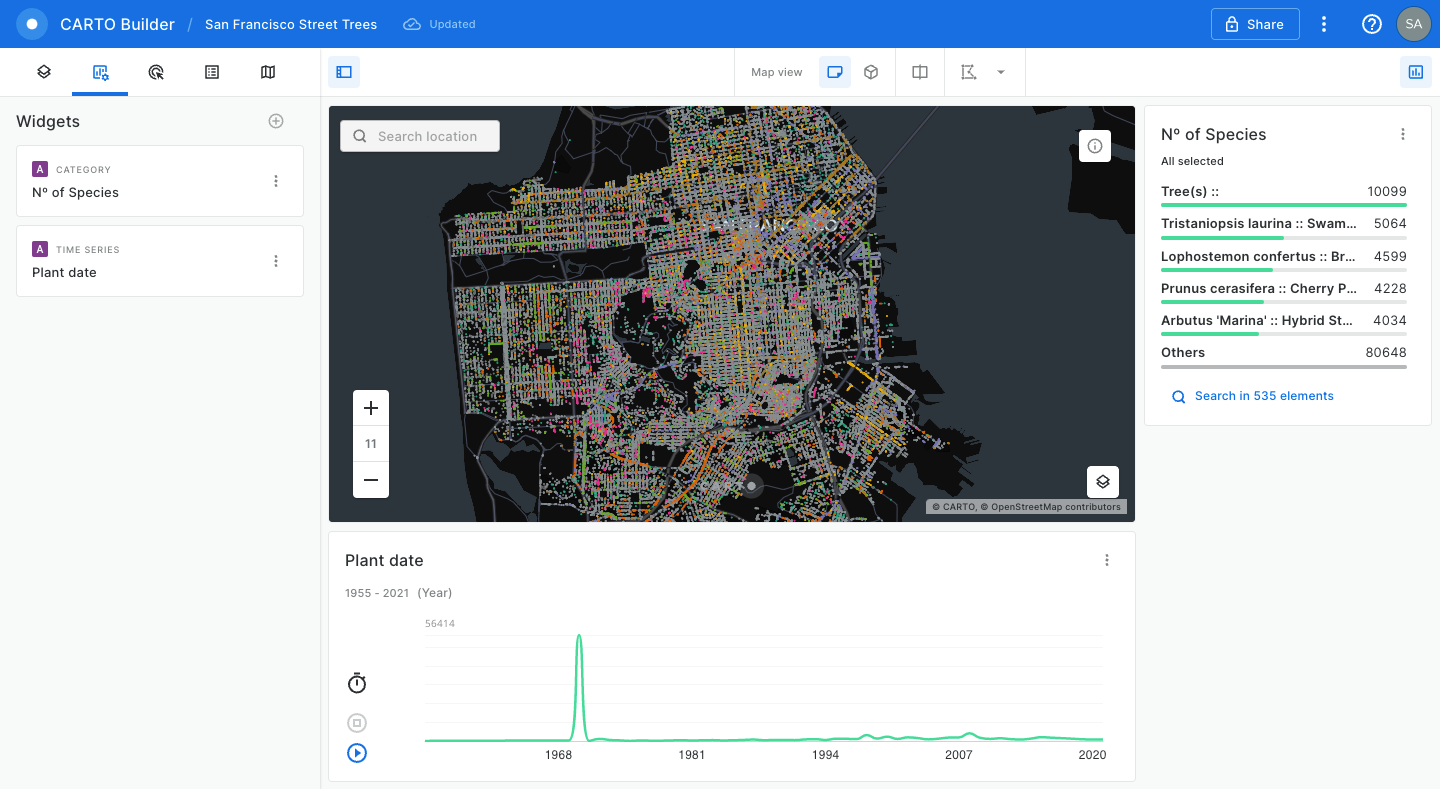 CARTO Builder / San Francisco Street Trees Updated Share SA
Map view
Widgets
A CATEGORY
Nº of Species
A TIME SERIES
Plant date
Search location
11
© CARTO, © OpenStreetMap contributors
Nº of Species
All selected
Tree(s) :: 10099
Tristaniopsis laurina :: Swam... 5064
Lophostemon confertus :: Br... 4599
Prunus cerasifera :: Cherry P... 4228
Arbutus 'Marina' :: Hybrid St... 4034
Others 80648
Search in 535 elements
Plant date
1955 - 2021 (Year)
56414
1968 1981 1994 2007 2020